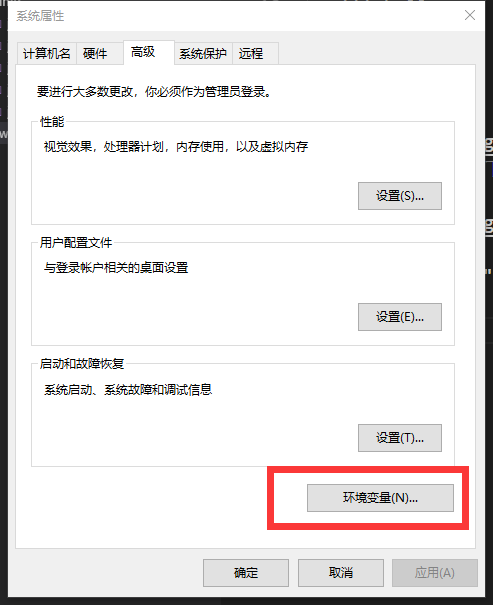 系统属性
计算机名 硬件 高级 系统保护 远程
要进行大多数更改，你必须作为管理员登录。
性能
视觉效果，处理器计划，内存使用，以及虚拟内存
设置(S)...
用户配置文件
与登录帐户相关的桌面设置
设置(E)...
启动和故障恢复
系统启动、系统故障和调试信息
设置(T)...
环境变量(N)...
确定 取消 应用(A)